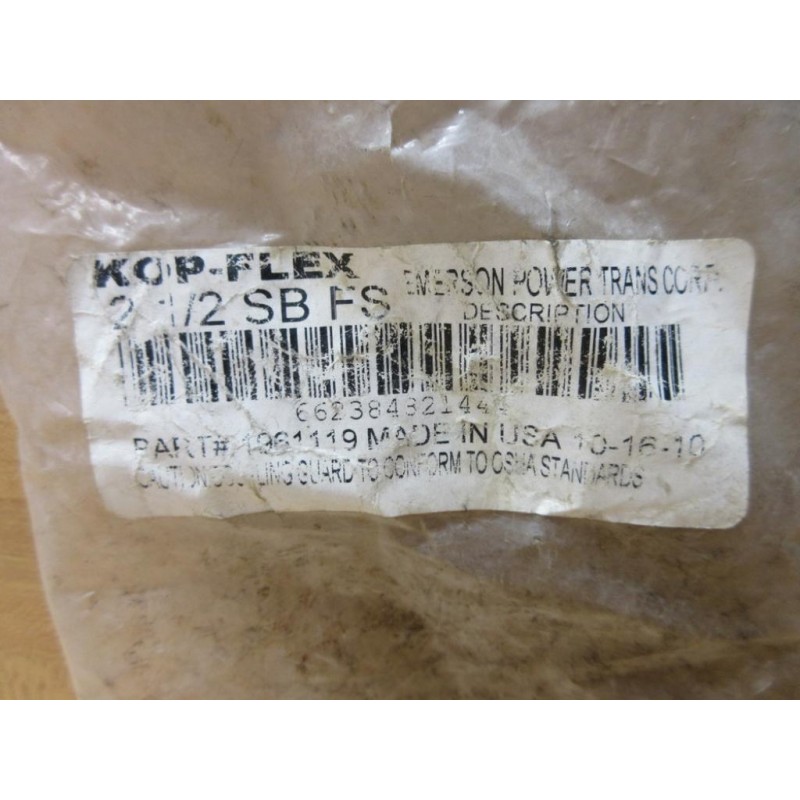 KOP-FLEX EMERSON POWER TRANS CORP.
2 1/2 SB FS DESCRIPTION
PART# 1961119 MADE IN USA 10-16-10
CAUTION COUPLING GUARD TO CONFORM TO OSHA STANDARDS